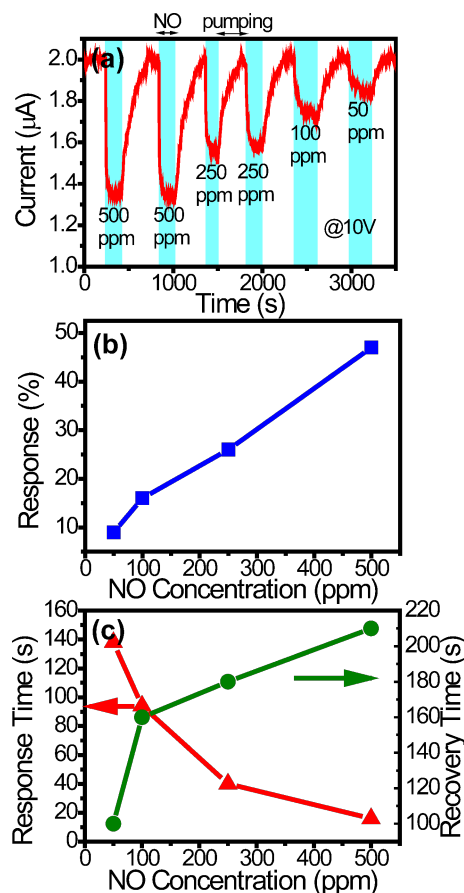 NO pumping
(a)
2.0
1.8
1.6
1.4
1.2
1.0
Current (μA)
500
ppm
500
ppm
250
ppm
250
ppm
100
ppm
50
ppm
@10V
0 1000 2000 3000
Time (s)
(b)
50
40
30
20
10
Response (%)
0 100 200 300 400 500
NO Concentration (ppm)
(c)
160
140
120
100
80
60
40
20
0
Response Time (s)
220
200
180
160
140
120
100
Recovery Time (s)
0 100 200 300 400 500
NO Concentration (ppm)